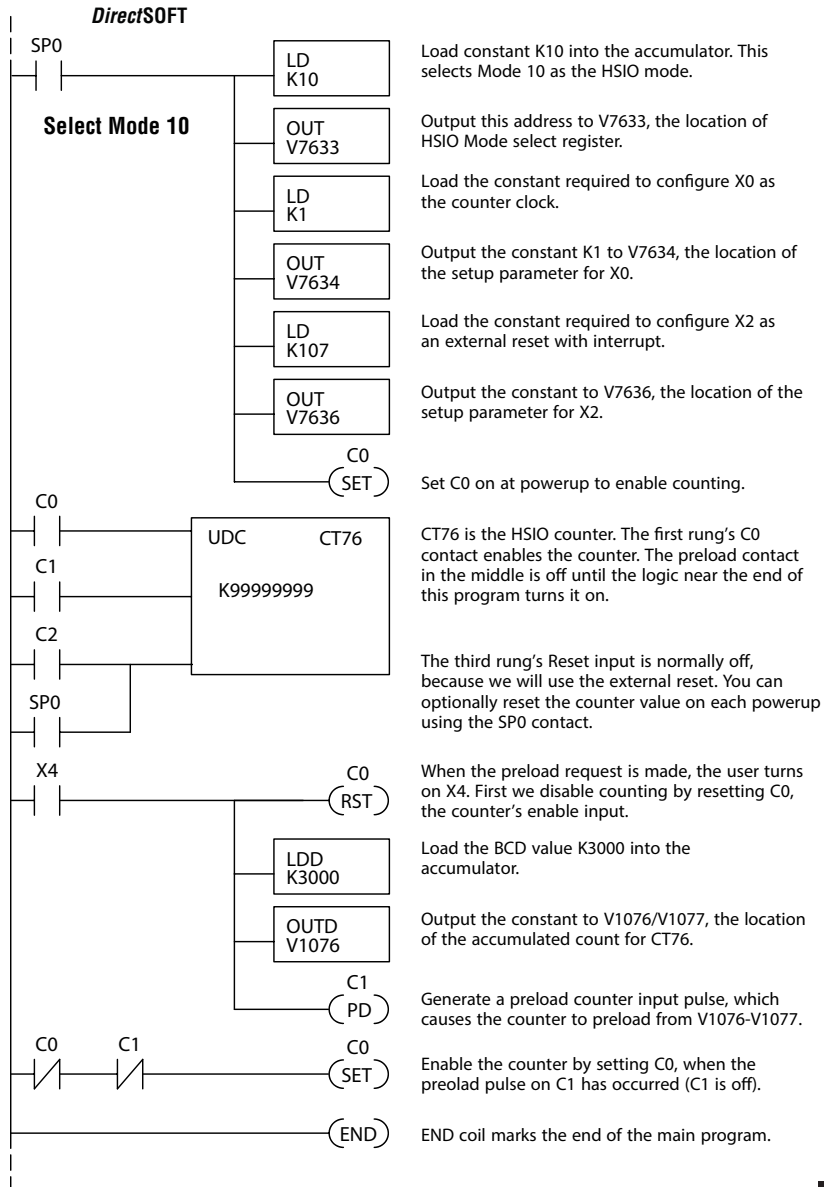 DirectSOFT
SP0
LD
K10
Load constant K10 into the accumulator. This
selects Mode 10 as the HSIO mode.
Select Mode 10
OUT
V7633
Output this address to V7633, the location of
HSIO Mode select register.
LD
K1
Load the constant required to configure X0 as
the counter clock.
OUT
V7634
Output the constant K1 to V7634, the location of
the setup parameter for X0.
LD
K107
Load the constant required to configure X2 as
an external reset with interrupt.
OUT
V7636
Output the constant to V7636, the location of the
setup parameter for X2.
C0
SET
Set C0 on at powerup to enable counting.
C0
UDC CT76
K99999999
CT76 is the HSIO counter. The first rung's C0
contact enables the counter. The preload contact
in the middle is off until the logic near the end of
this program turns it on.
C1
C2
SP0
The third rung's Reset input is normally off,
because we will use the external reset. You can
optionally reset the counter value on each powerup
using the SP0 contact.
X4
C0
RST
When the preload request is made, the user turns
on X4. First we disable counting by resetting C0,
the counter's enable input.
LDD
K3000
Load the BCD value K3000 into the
accumulator.
OUTD
V1076
Output the constant to V1076/V1077, the location
of the accumulated count for CT76.
C1
PD
Generate a preload counter input pulse, which
causes the counter to preload from V1076-V1077.
C0 C1 C0
SET
Enable the counter by setting C0, when the
preolad pulse on C1 has occurred (C1 is off).
END
END coil marks the end of the main program.